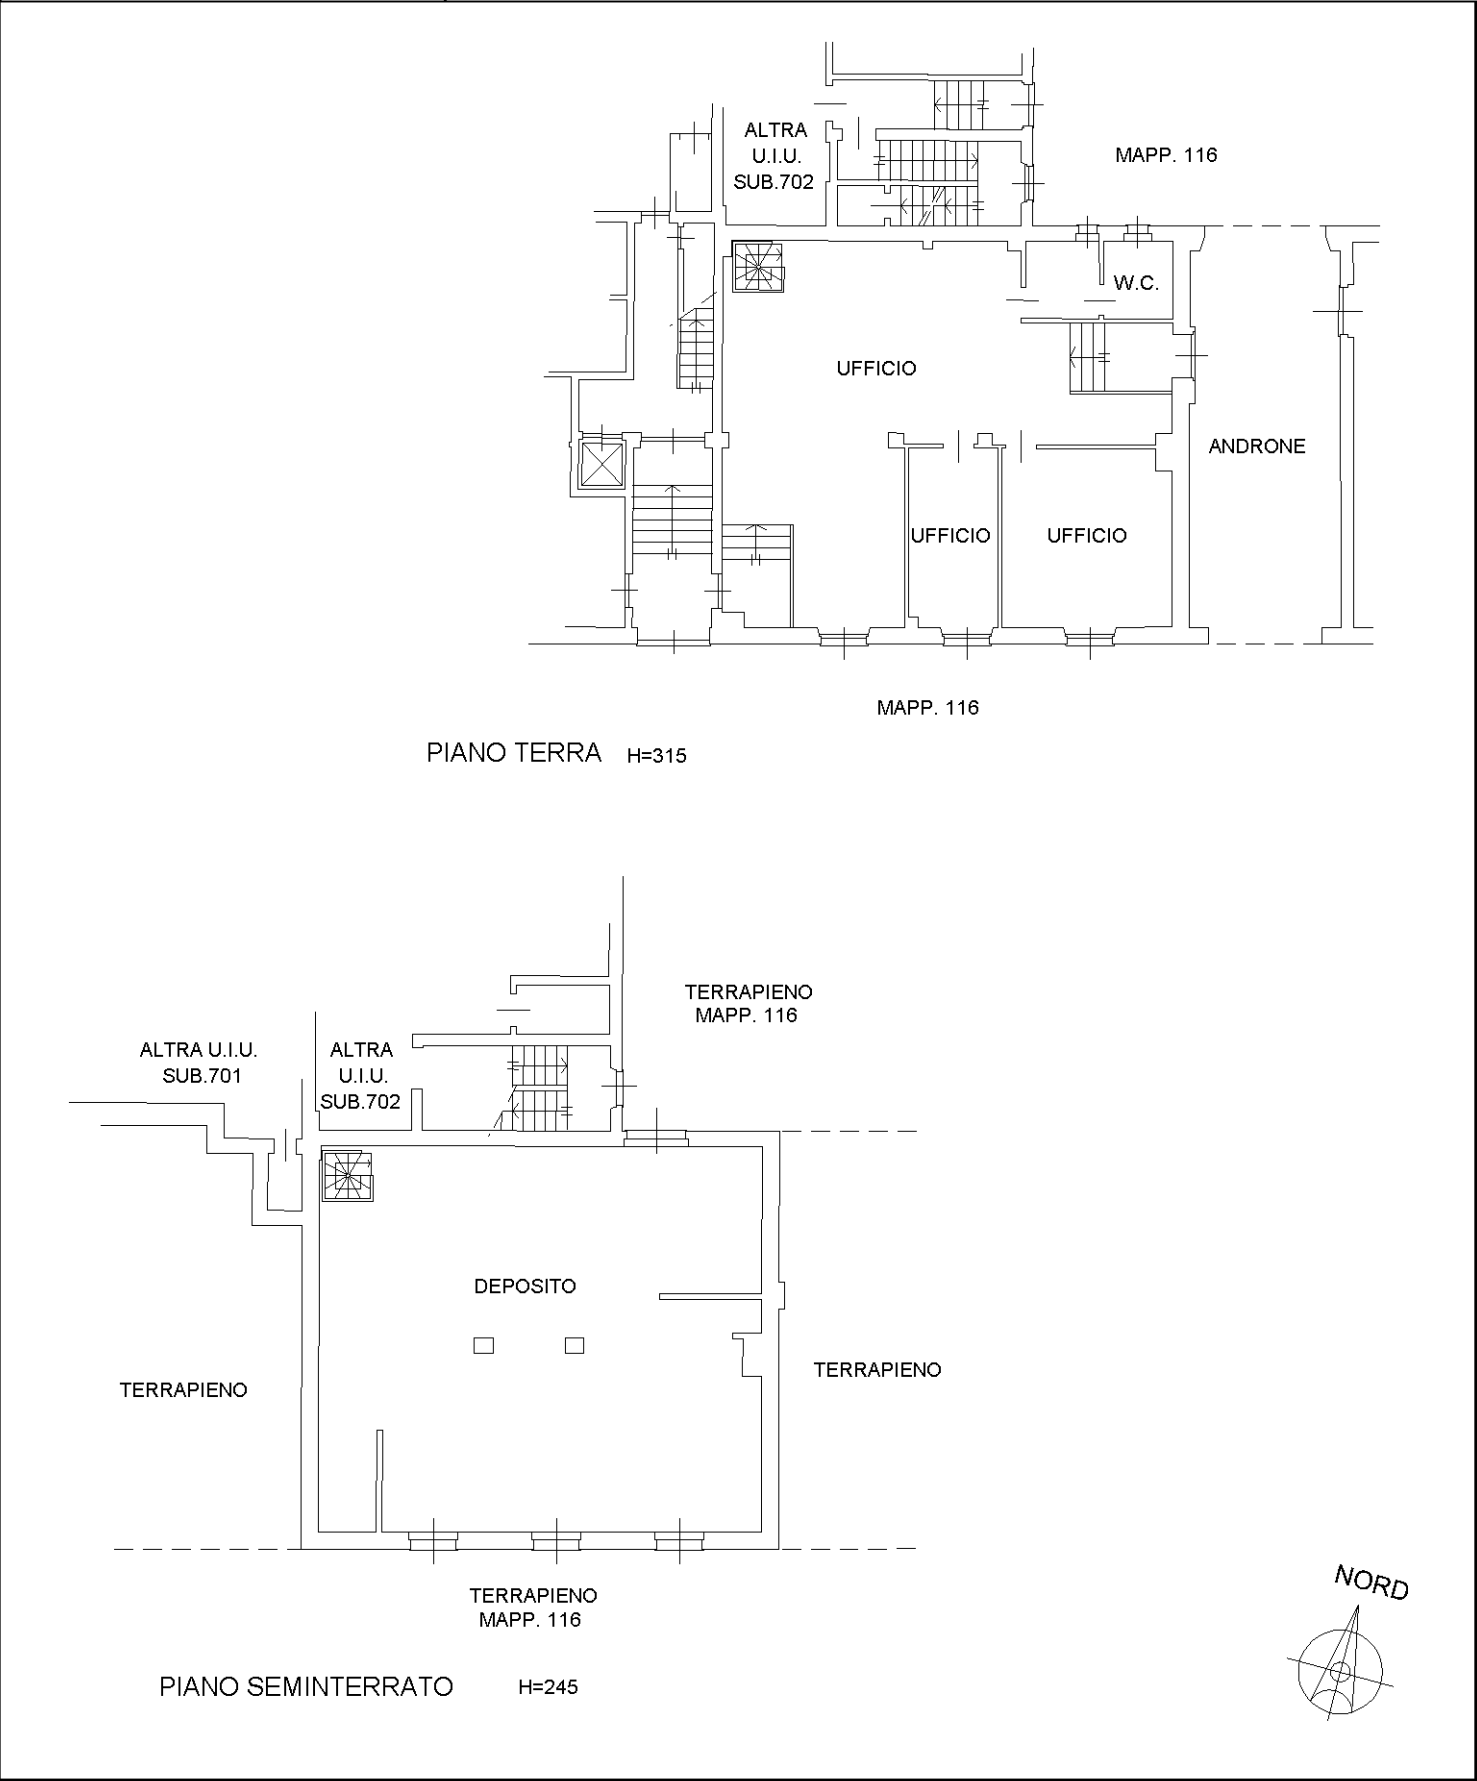 ALTRA
U.I.U.
SUB.702
MAPP. 116
W.C.
UFFICIO
ANDRONE
UFFICIO
UFFICIO
MAPP. 116
PIANO TERRA H=315
TERRAPIENO
MAPP. 116
ALTRA U.I.U.
SUB.701
ALTRA
U.I.U.
SUB.702
DEPOSITO
TERRAPIENO
TERRAPIENO
TERRAPIENO
MAPP. 116
NORD
PIANO SEMINTERRATO H=245